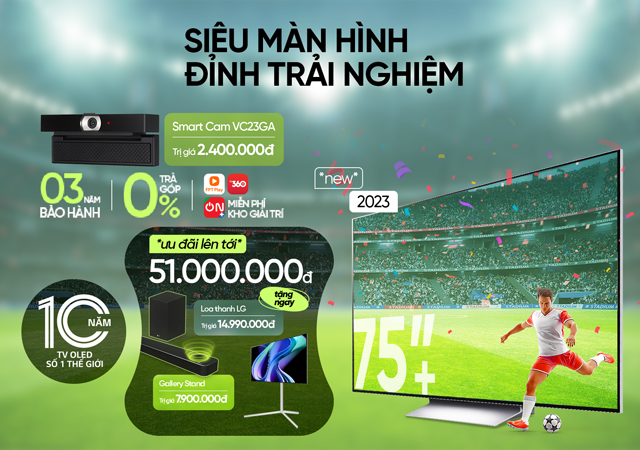 SIÊU MÀN HÌNH
ĐỈNH TRẢI NGHIỆM
Smart Cam VC23GA
Trị giá 2.400.000đ
03 NĂM
BẢO HÀNH
0%
TRẢ
GÓP
FPT Play
360
ON+
MIỄN PHÍ
KHO GIẢI TRÍ
*new*
2023
*ưu đãi lên tới*
51.000.000đ
tặng
ngay
Loa thanh LG
Trị giá 14.990.000đ
Gallery Stand
Trị giá 7.900.000đ
10 NĂM
TV OLED
SỐ 1 THẾ GIỚI
75"+